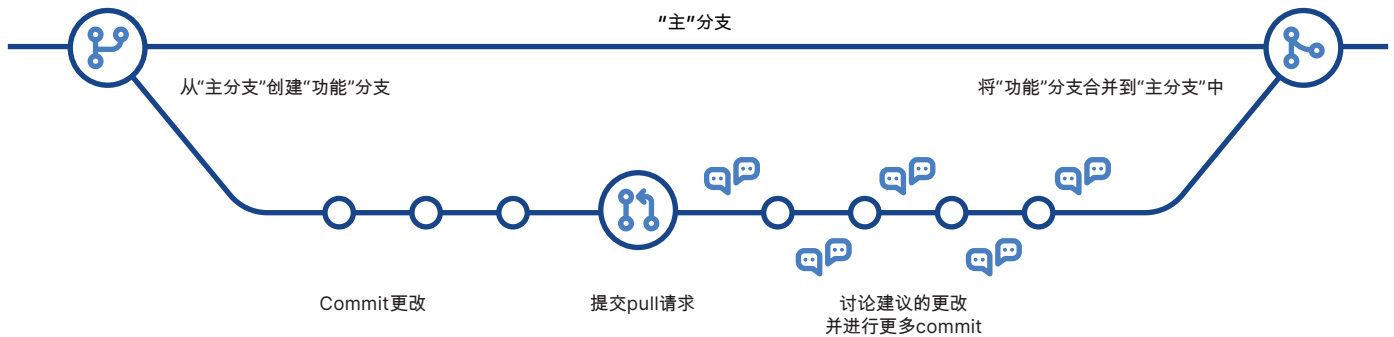 “主”分支
从“主分支”创建“功能”分支
将“功能”分支合并到“主分支”中
Commit更改
提交pull请求
讨论建议的更改
并进行更多commit